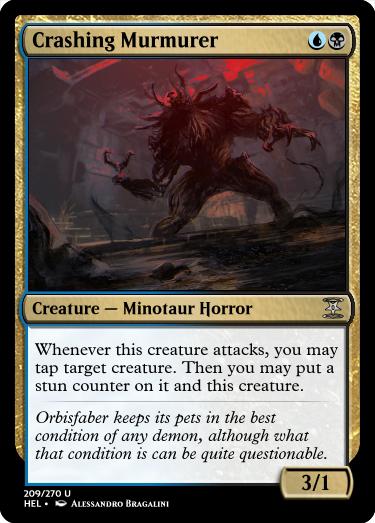 Crashing Murmurer
Creature — Minotaur Horror
Whenever this creature attacks, you may
tap target creature. Then you may put a
stun counter on it and this creature.
Orbisfaber keeps its pets in the best
condition of any demon, although what
that condition is can be quite questionable.
3/1
209/270 U
HEL • Alessandro Bragalini